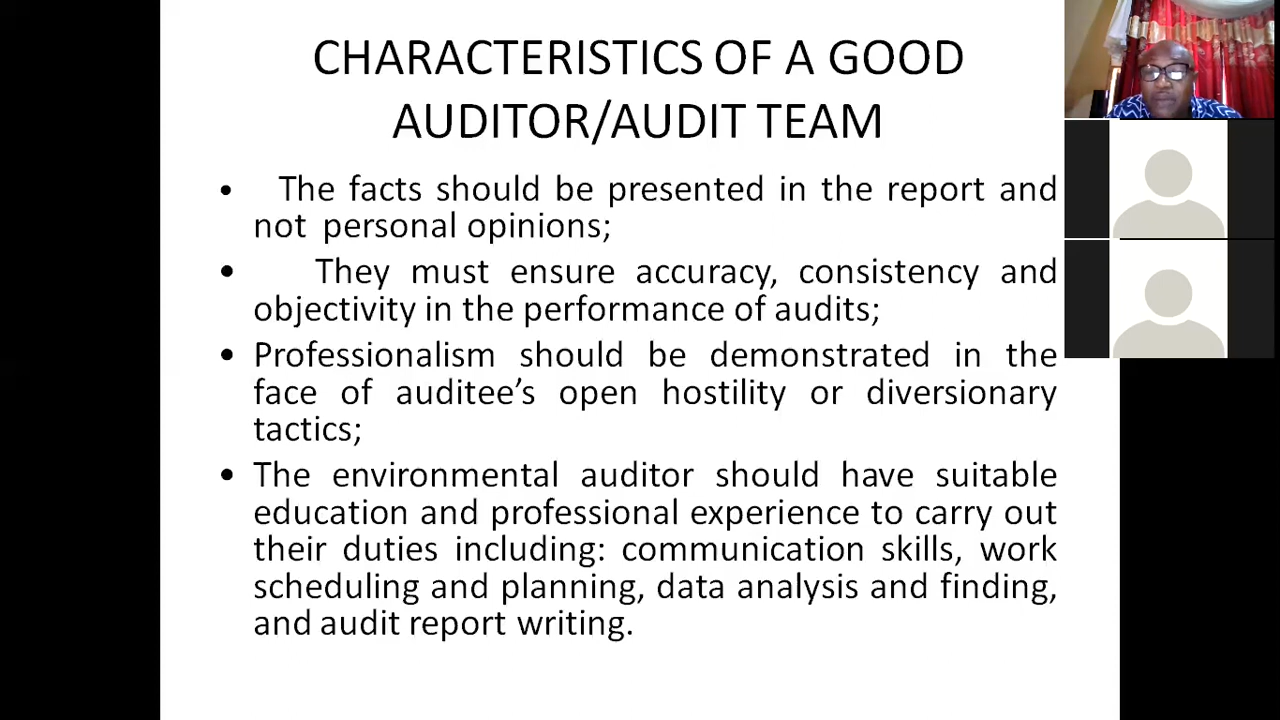 CHARACTERISTICS OF A GOOD
AUDITOR/AUDIT TEAM
• The facts should be presented in the report and
not personal opinions;
• They must ensure accuracy, consistency and
objectivity in the performance of audits;
• Professionalism should be demonstrated in the
face of auditee’s open hostility or diversionary
tactics;
• The environmental auditor should have suitable
education and professional experience to carry out
their duties including: communication skills, work
scheduling and planning, data analysis and finding,
and audit report writing.